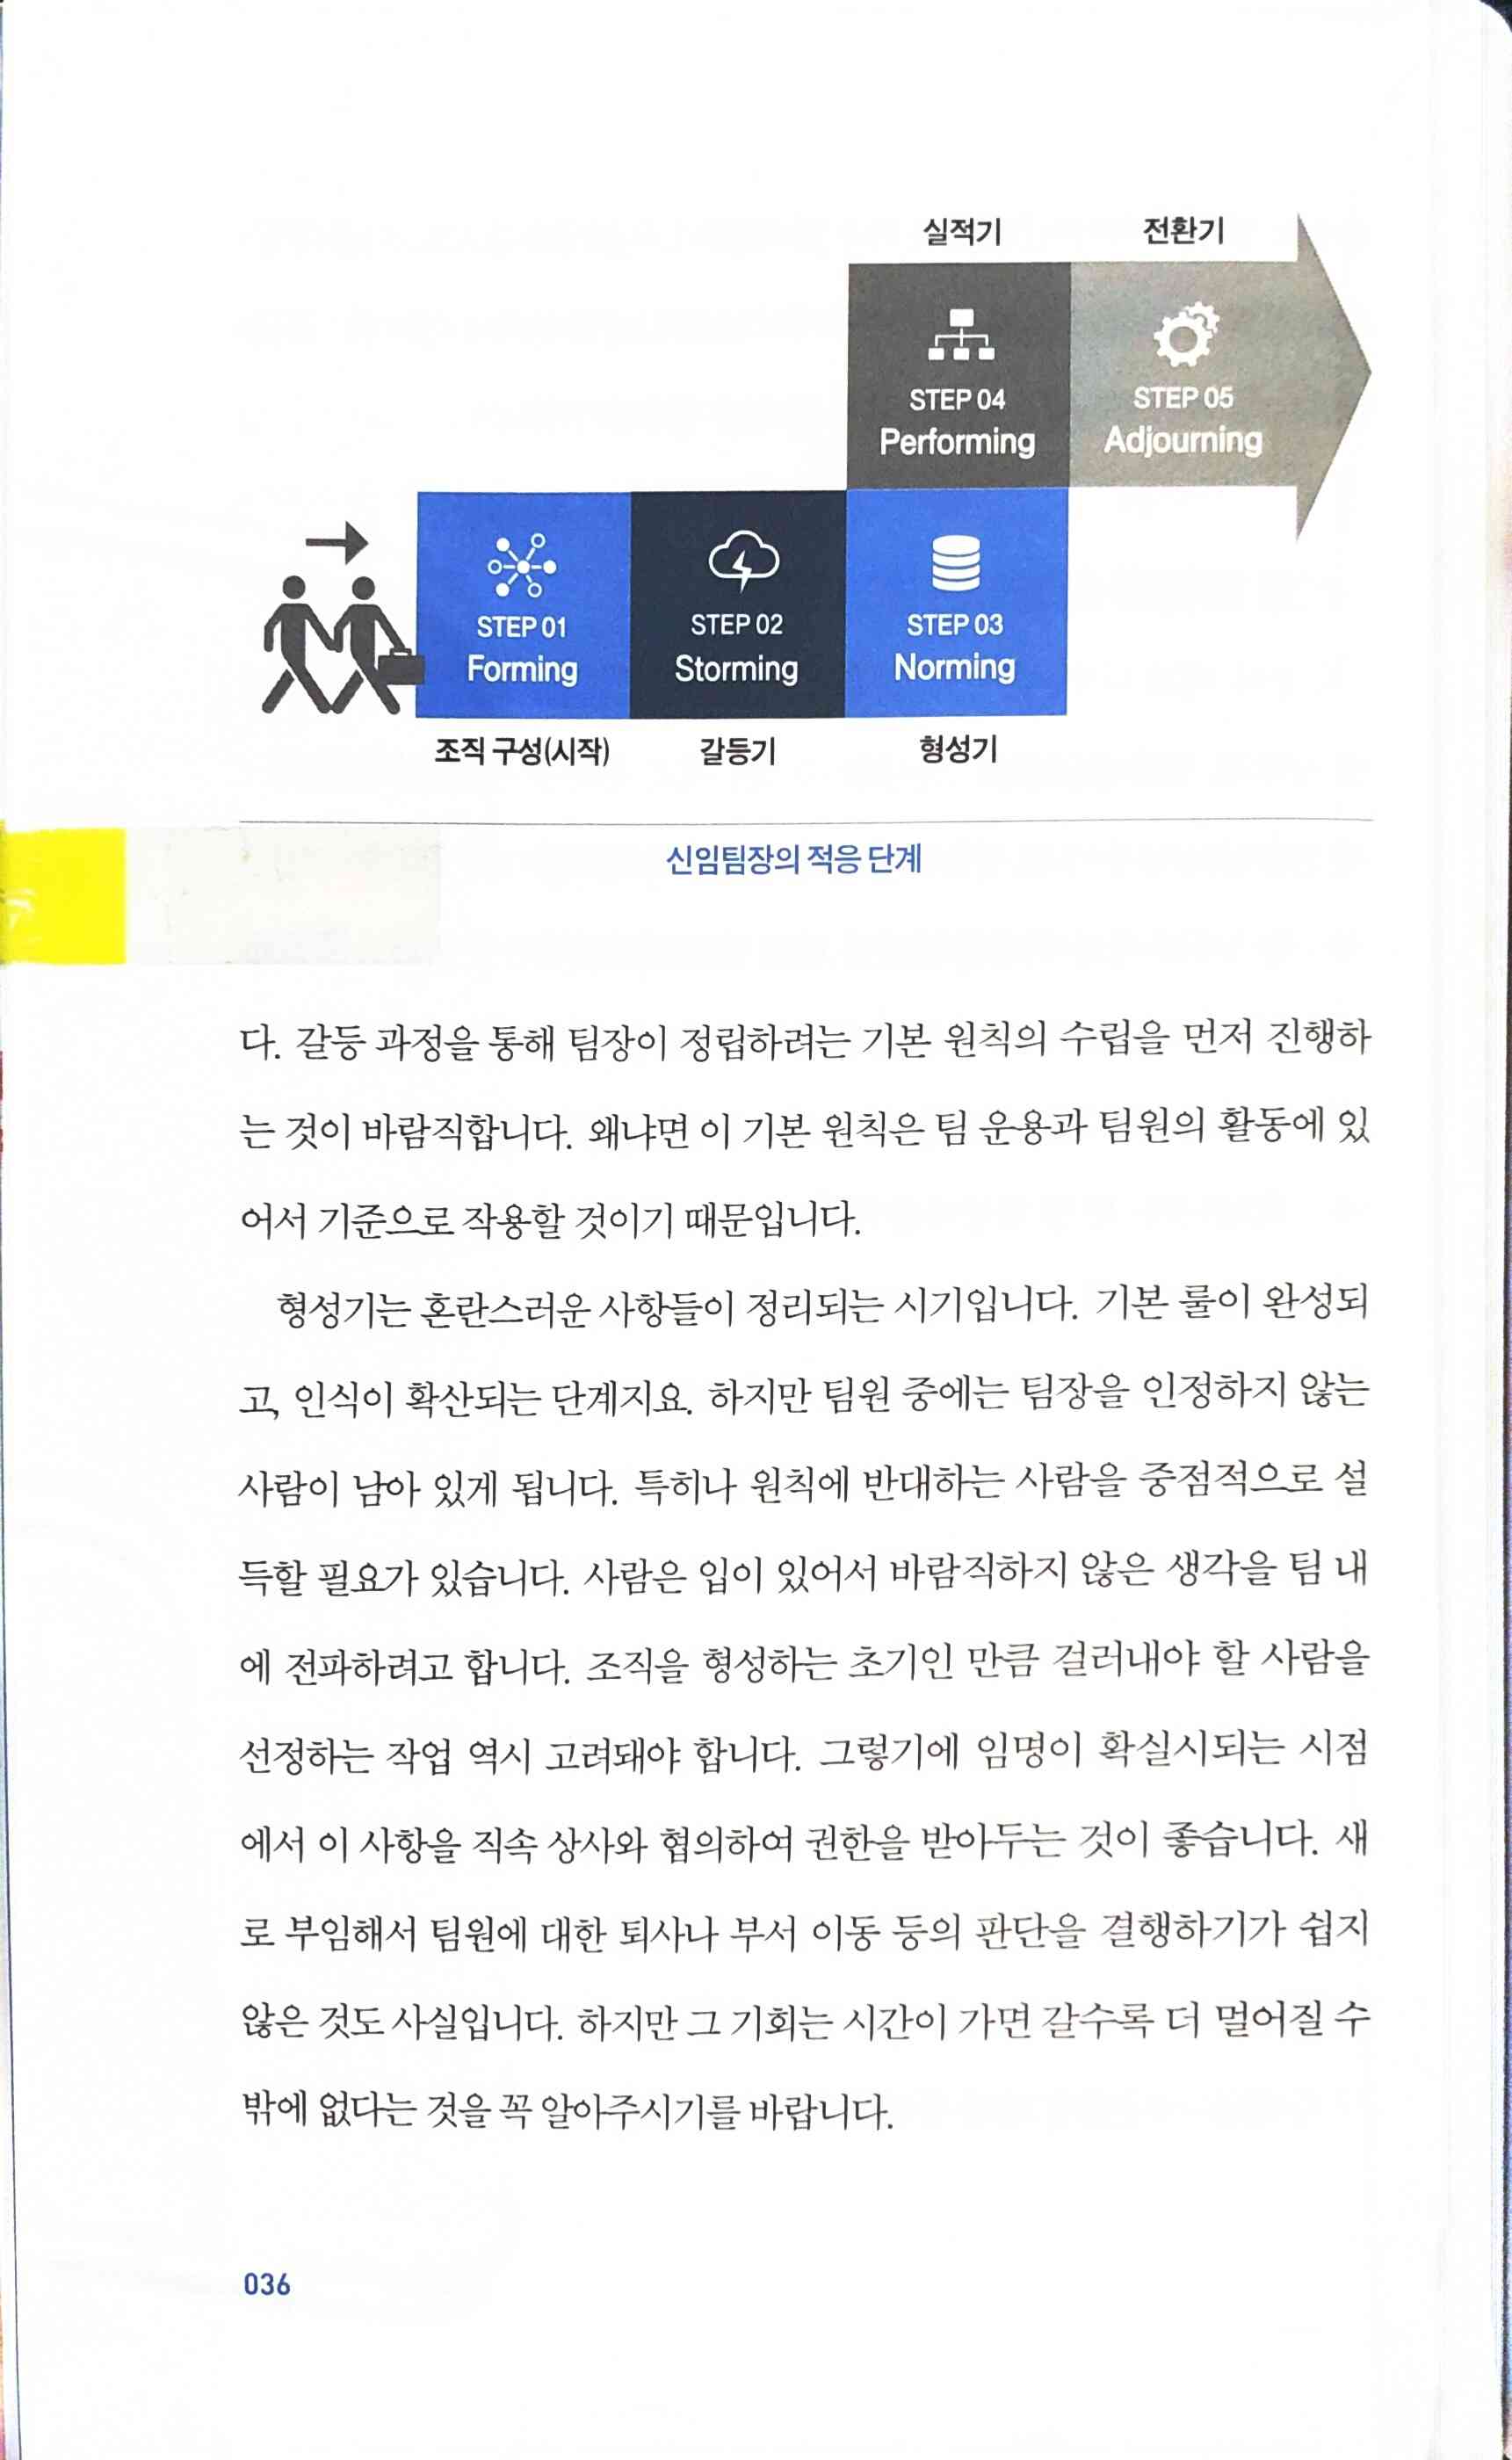 실적기 전환기
STEP 04 STEP 05
Performing Adjourning
STEP 01 STEP 02 STEP 03
Forming Storming Norming
조직 구성(시작) 갈등기 형성기
신임팀장의 적응 단계
다. 갈등 과정을 통해 팀장이 정립하려는 기본 원칙의 수립을 먼저 진행하
는 것이 바람직합니다. 왜냐면 이 기본 원칙은 팀 운용과 팀원의 활동에 있
어서 기준으로 작용할 것이기 때문입니다.
형성기는 혼란스러운 사항들이 정리되는 시기입니다. 기본 룰이 완성되
고, 인식이 확산되는 단계지요. 하지만 팀원 중에는 팀장을 인정하지 않는
사람이 남아 있게 됩니다. 특히나 원칙에 반대하는 사람을 중점적으로 설
득할 필요가 있습니다. 사람은 입이 있어서 바람직하지 않은 생각을 팀 내
에 전파하려고 합니다. 조직을 형성하는 초기인 만큼 걸러내야 할 사람을
선정하는 작업 역시 고려돼야 합니다. 그렇기에 임명이 확실시되는 시점
에서 이 사항을 직속 상사와 협의하여 권한을 받아두는 것이 좋습니다. 새
로 부임해서 팀원에 대한 퇴사나 부서 이동 등의 판단을 결행하기가 쉽지
않은 것도 사실입니다. 하지만 그 기회는 시간이 가면 갈수록 더 멀어질 수
밖에 없다는 것을 꼭 알아주시기를 바랍니다.
036